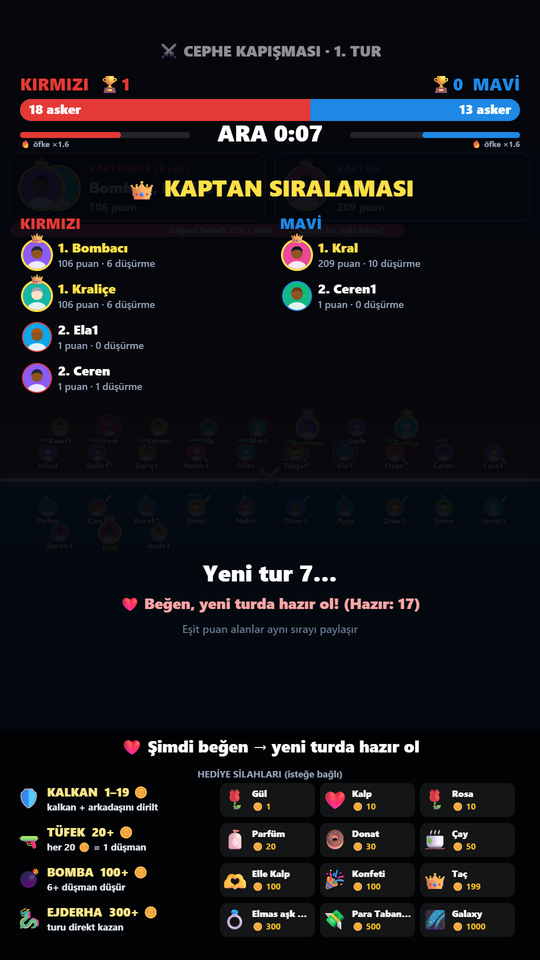 CEPHE KAPIŞMASI · 1. TUR
KIRMIZI 1
0 MAVİ
18 asker
13 asker
öfke ×1.6
ARA 0:07
öfke ×1.6
KAPTAN SIRALAMASI
KIRMIZI
1. Bombacı
106 puan · 6 düşürme
1. Kraliçe
106 puan · 6 düşürme
2. Ela1
1 puan · 0 düşürme
2. Ceren
1 puan · 1 düşürme
MAVİ
1. Kral
209 puan · 10 düşürme
2. Ceren1
1 puan · 0 düşürme
Yeni tur 7...
Beğen, yeni turda hazır ol! (Hazır: 17)
Eşit puan alanlar aynı sırayı paylaşır
Şimdi beğen → yeni turda hazır ol
HEDİYE SİLAHLARI (isteğe bağlı)
KALKAN 1–19
kalkan + arkadaşını dirilt
TÜFEK 20+
her 20 = 1 düşman
BOMBA 100+
6+ düşman düşür
EJDERHA 300+
turu direkt kazan
Gül
1
Kalp
10
Rosa
10
Parfüm
20
Donat
30
Çay
50
Elle Kalp
100
Konfeti
100
Taç
199
Elmas aşk ...
300
Para Taban...
500
Galaxy
1000